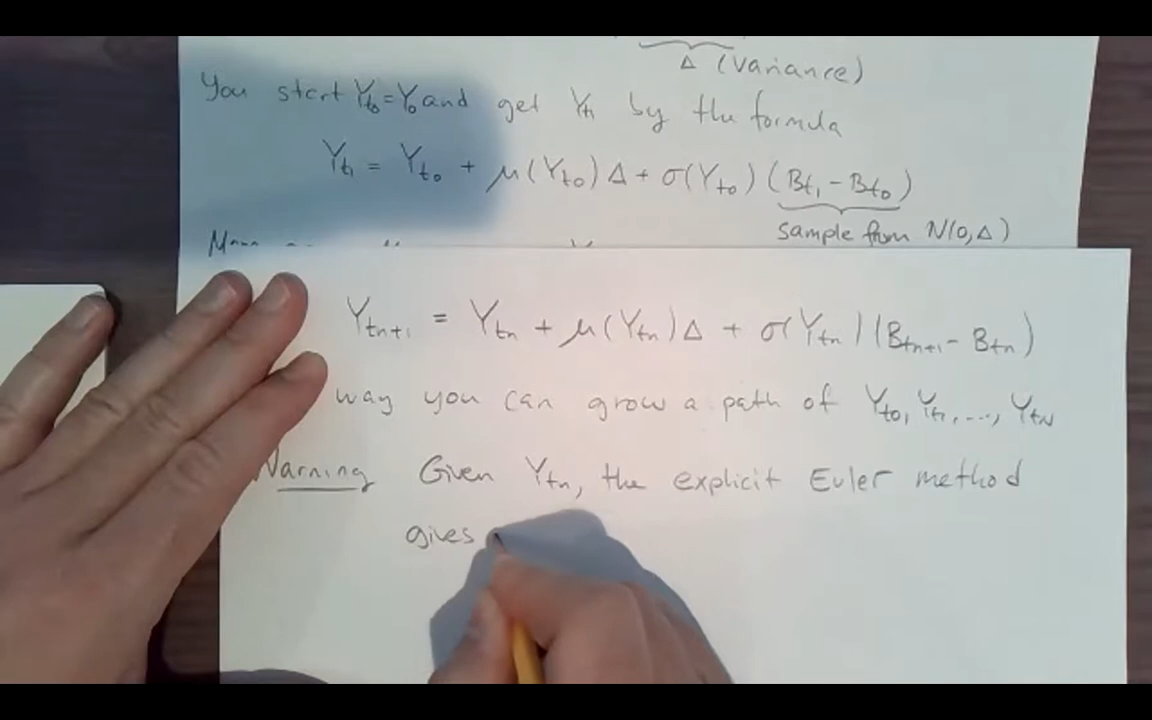 Δ (variance)
You start Yt₀=Y₀ and get Yt₁ by the formula
Yt₁ = Yt₀ + μ(Yt₀)Δ + σ(Yt₀) (Bt₁ - Bt₀)
sample from N(0,Δ)
Ytn+1 = Ytn + μ(Ytn)Δ + σ(Ytn)(Btn+1 - Btn)
way you can grow a path of Yt₀, Yt₁, ..., YtN
Warning Given Ytn, the explicit Euler method
gives